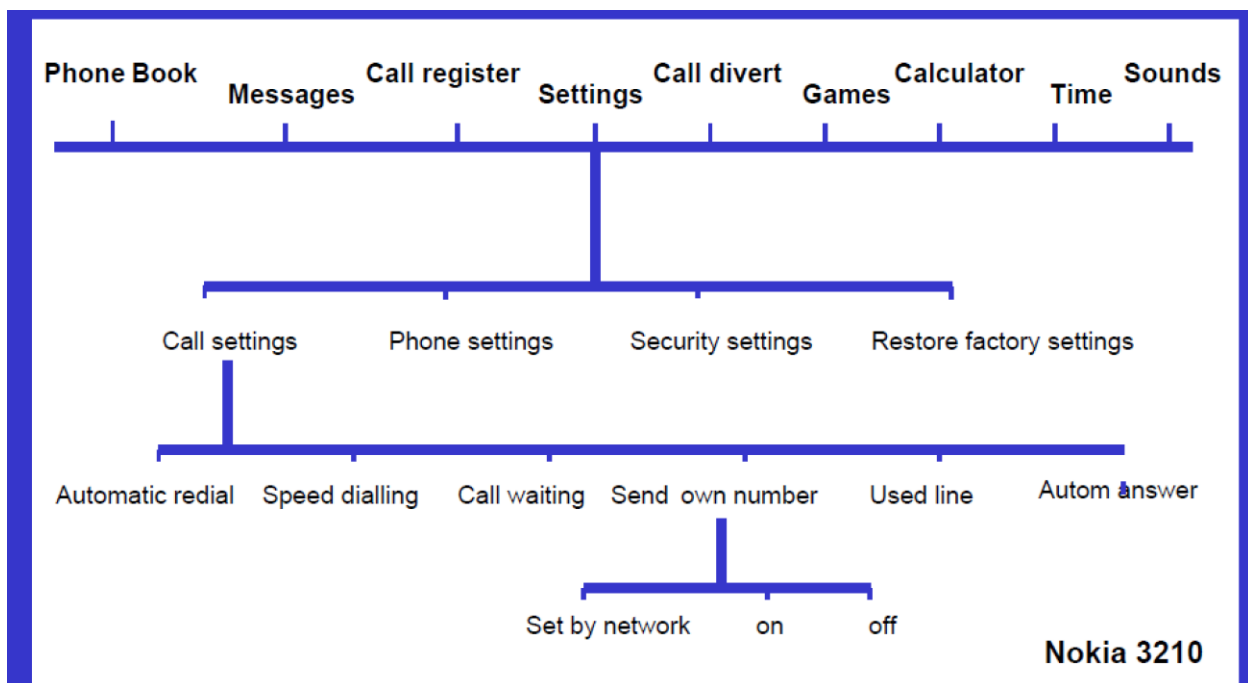 Phone Book
Messages
Call register
Settings
Call divert
Games
Calculator
Time
Sounds
Call settings
Phone settings
Security settings
Restore factory settings
Automatic redial
Speed dialling
Call waiting
Send own number
Used line
Autom answer
Set by network
on
off
Nokia 3210